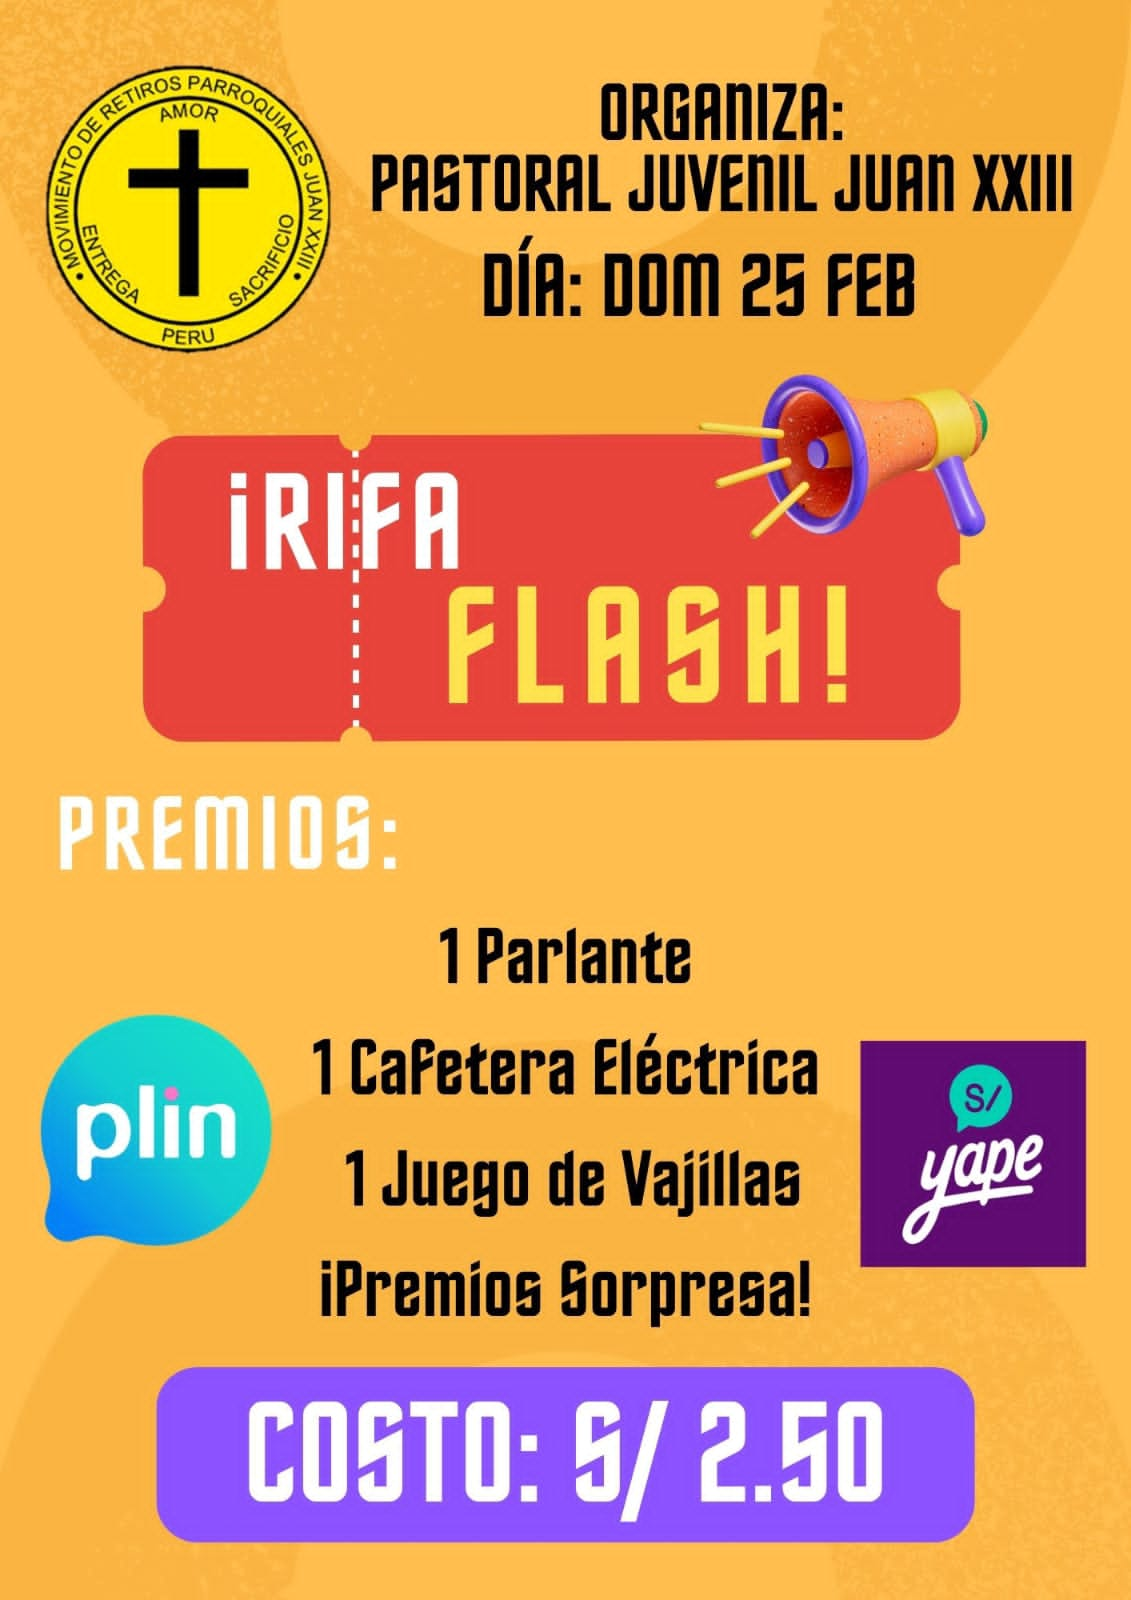 MOVIMIENTO DE RETIROS PARROQUIALES JUAN XXIII
AMOR
ENTREGA
SACRIFICIO
PERU
ORGANIZA:
PASTORAL JUVENIL JUAN XXIII
DÍA: DOM 25 FEB
¡RIFA
FLASH!
PREMIOS:
1 Parlante
1 Cafetera Eléctrica
1 Juego de Vajillas
¡Premios Sorpresa!
plin
S/
yape
COSTO: S/ 2.50